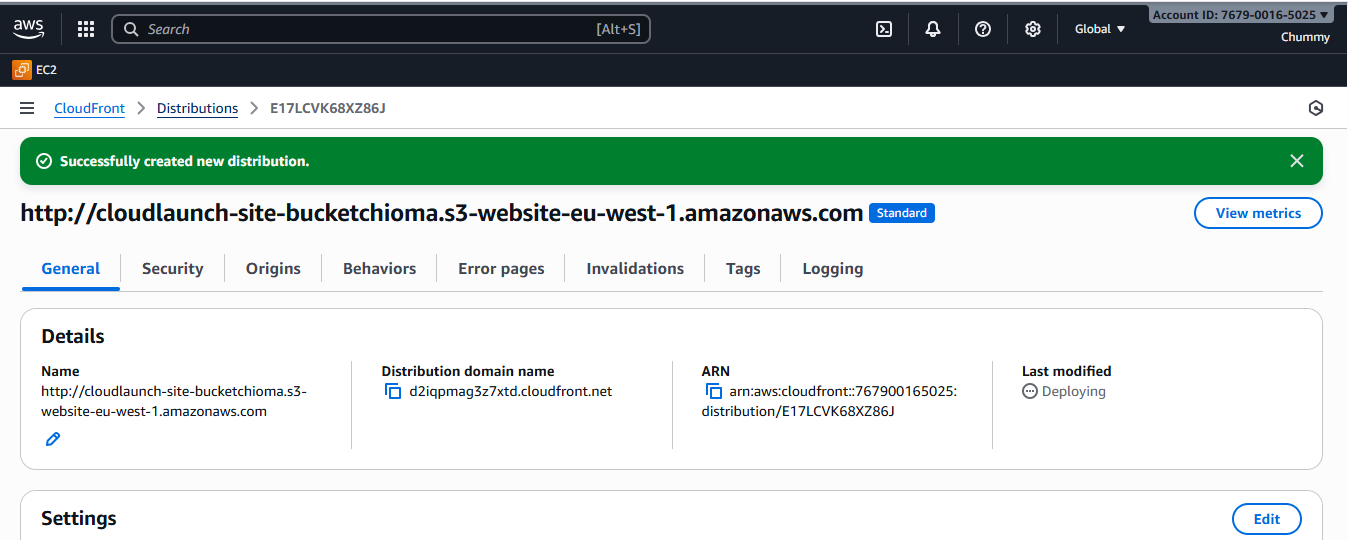 aws
Search [Alt+S]
Global
Account ID: 7679-0016-5025
Chummy
EC2
CloudFront
Distributions
E17LCVK68XZ86J
Successfully created new distribution.
http://cloudlaunch-site-bucketchioma.s3-website-eu-west-1.amazonaws.com Standard
View metrics
General Security Origins Behaviors Error pages Invalidations Tags Logging
Details
Name
http://cloudlaunch-site-bucketchioma.s3-
website-eu-west-1.amazonaws.com
Distribution domain name
d2iqpmag3z7xtd.cloudfront.net
ARN
arn:aws:cloudfront::767900165025:
distribution/E17LCVK68XZ86J
Last modified
Deploying
Settings
Edit